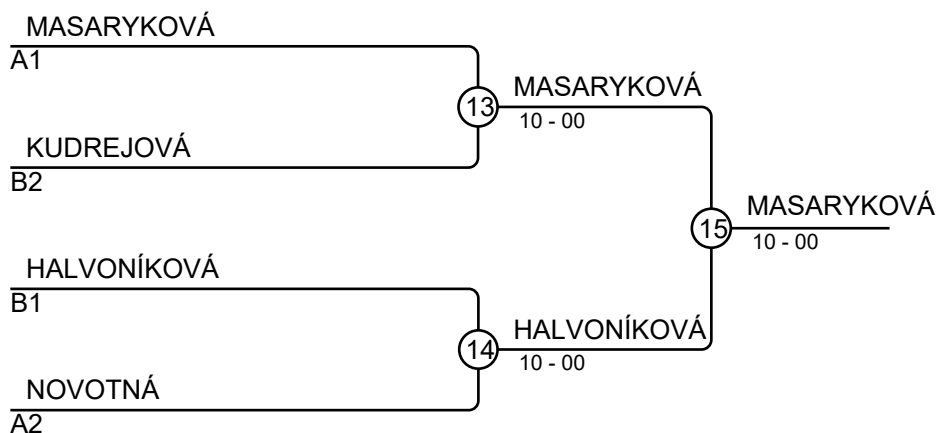 MASARYKOVÁ
A1
13
MASARYKOVÁ
10 - 00
KUDREJOVÁ
B2
15
MASARYKOVÁ
10 - 00
HALVONÍKOVÁ
B1
14
HALVONÍKOVÁ
10 - 00
NOVOTNÁ
A2